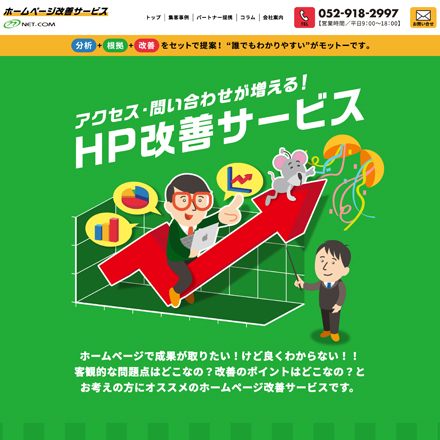 ホームページ改善サービス
NET-COM
トップ 集客事例 パートナー提携 コラム 会社案内
TEL
052-918-2997
【営業時間／平日9：00〜18：00】
お問い合せ
分析+根拠+改善をセットで提案！ “誰でもわかりやすい”がモットーです。
アクセス・問い合わせが増える！
HP改善サービス
ホームページで成果が取りたい！けど良くわからない！！
客観的な問題点はどこなの？改善のポイントはどこなの？と
お考えの方にオススメのホームページ改善サービスです。